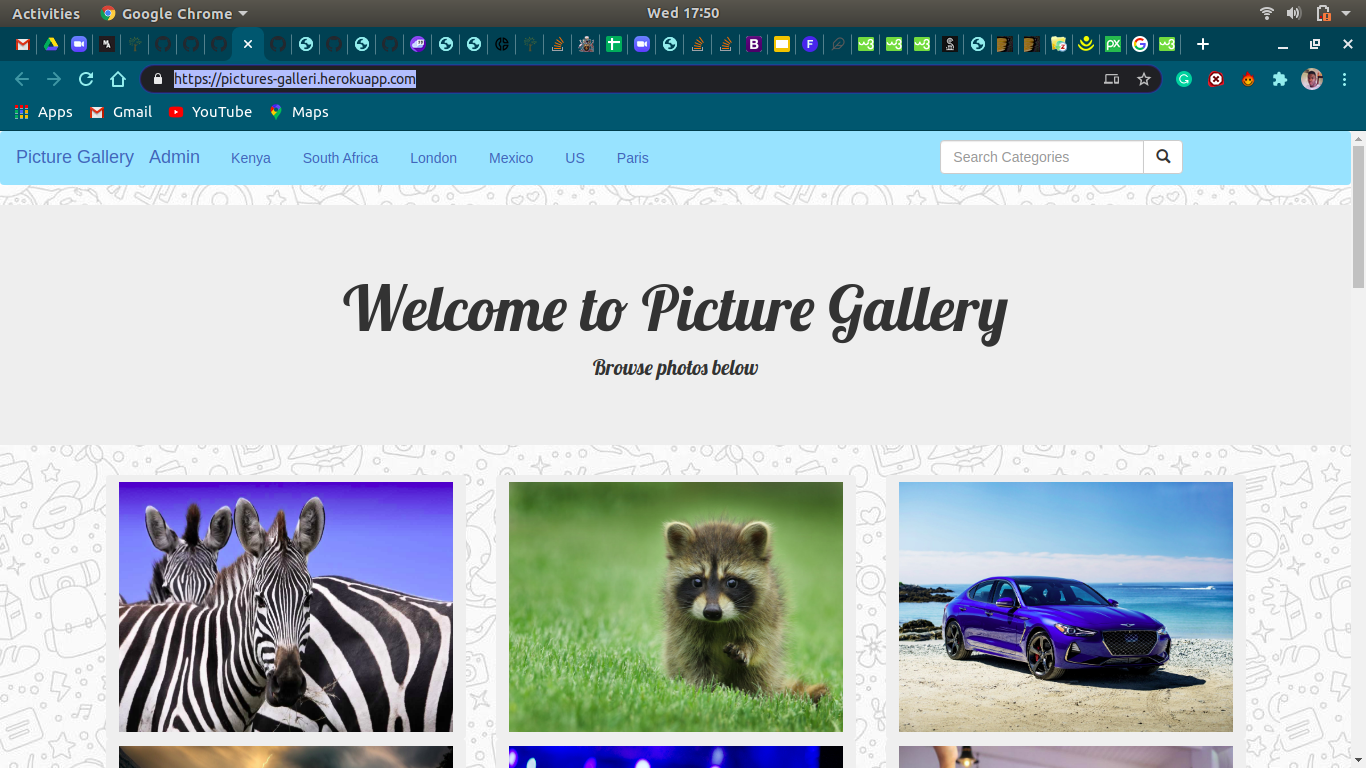 Activities Google Chrome Wed 17:50
https://pictures-galleri.herokuapp.com
Apps Gmail YouTube Maps
Picture Gallery Admin Kenya South Africa London Mexico US Paris Search Categories
Welcome to Picture Gallery
Browse photos below